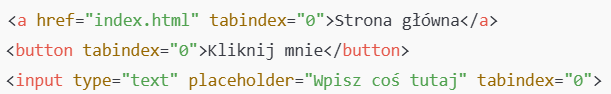 <a href="index.html" tabindex="0">Strona główna</a>
<button tabindex="0">Kliknij mnie</button>
<input type="text" placeholder="Wpisz coś tutaj" tabindex="0">